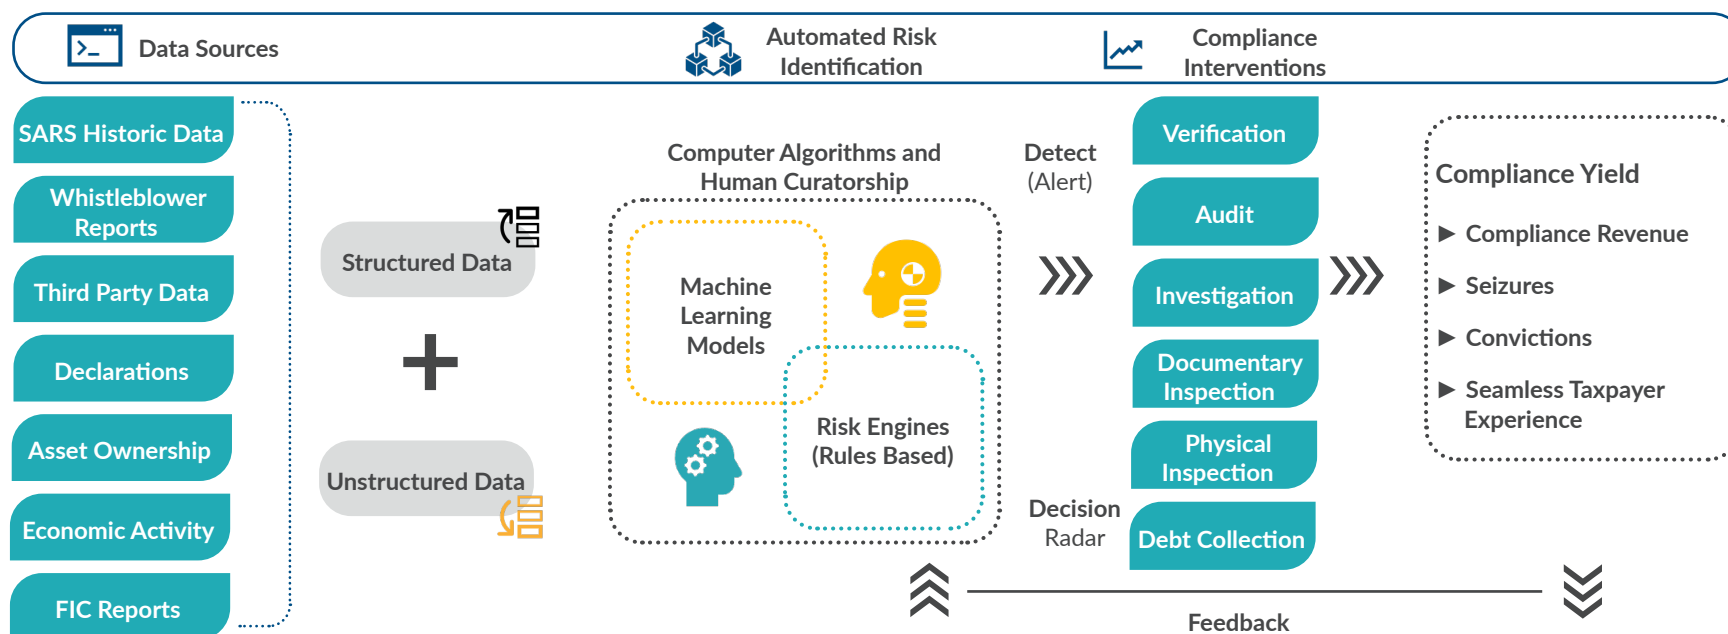 Data Sources
Automated Risk
Identification
Compliance
Interventions
SARS Historic Data
Whistleblower
Reports
Third Party Data
Declarations
Asset Ownership
Economic Activity
FIC Reports
Structured Data
Unstructured Data
Computer Algorithms and
Human Curatorship
Machine
Learning
Models
Risk Engines
(Rules Based)
Detect
(Alert)
Decision
Radar
Verification
Audit
Investigation
Documentary
Inspection
Physical
Inspection
Debt Collection
Compliance Yield
► Compliance Revenue
► Seizures
► Convictions
► Seamless Taxpayer
Experience
Feedback